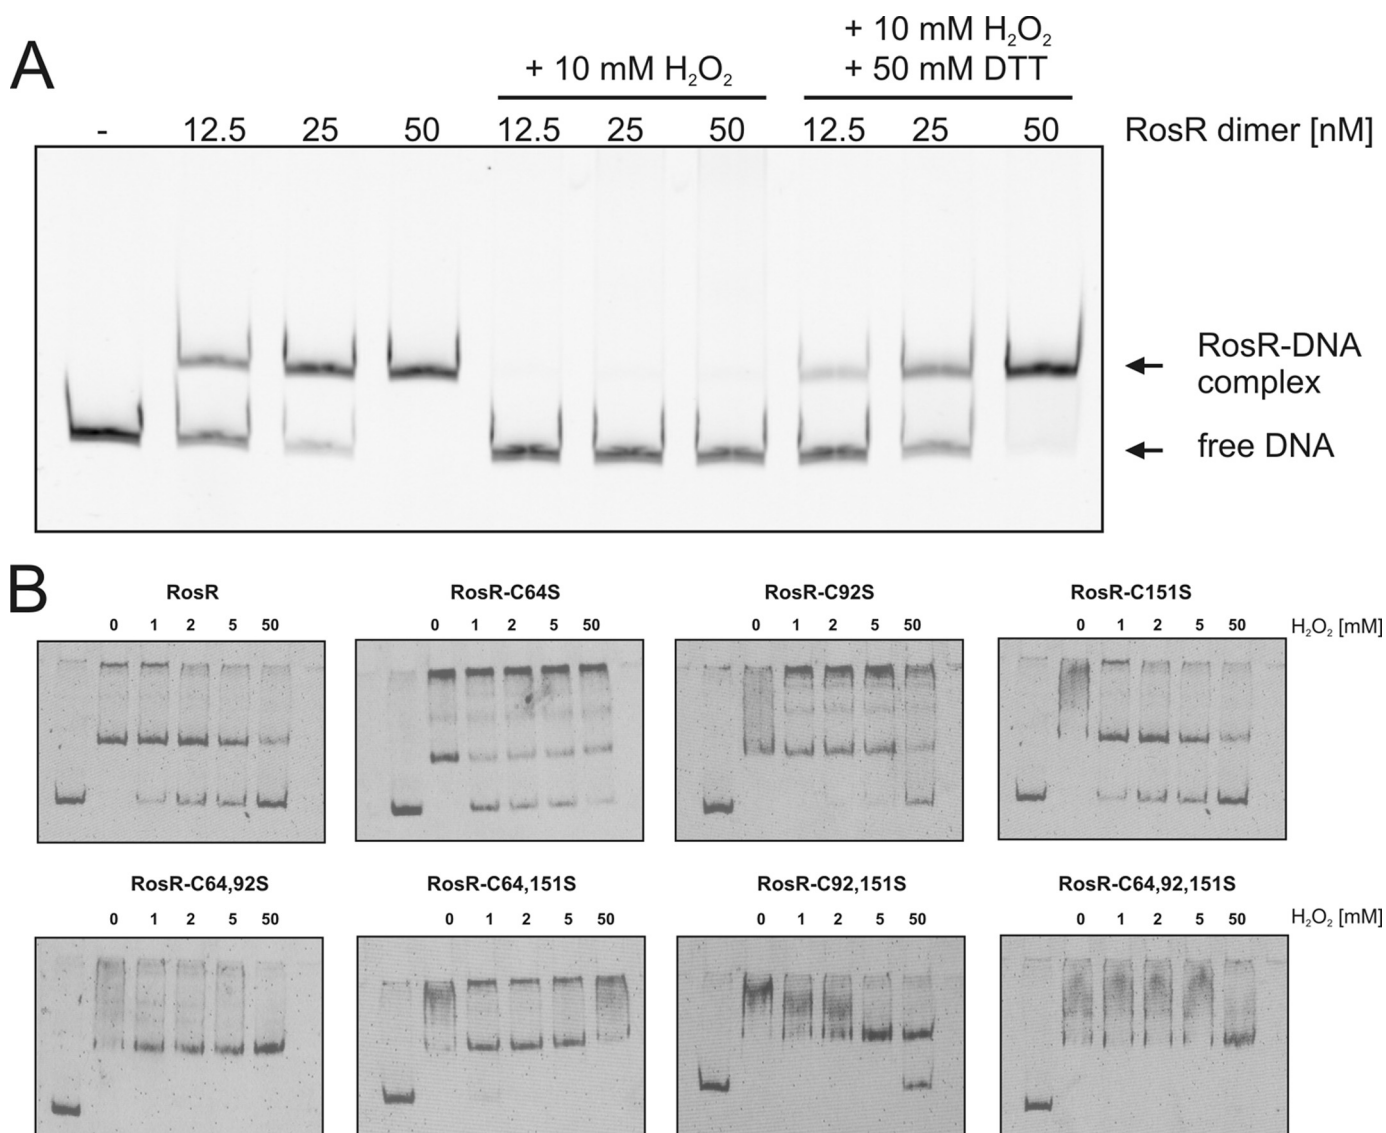 A
+ 10 mM H₂O₂
+ 10 mM H₂O₂
+ 50 mM DTT
- 12.5 25 50 12.5 25 50 12.5 25 50 RosR dimer [nM]
RosR-DNA
complex
free DNA
B
RosR RosR-C64S RosR-C92S RosR-C151S
0 1 2 5 50 0 1 2 5 50 0 1 2 5 50 0 1 2 5 50 H₂O₂ [mM]
RosR-C64,92S RosR-C64,151S RosR-C92,151S RosR-C64,92,151S
0 1 2 5 50 0 1 2 5 50 0 1 2 5 50 0 1 2 5 50 H₂O₂ [mM]